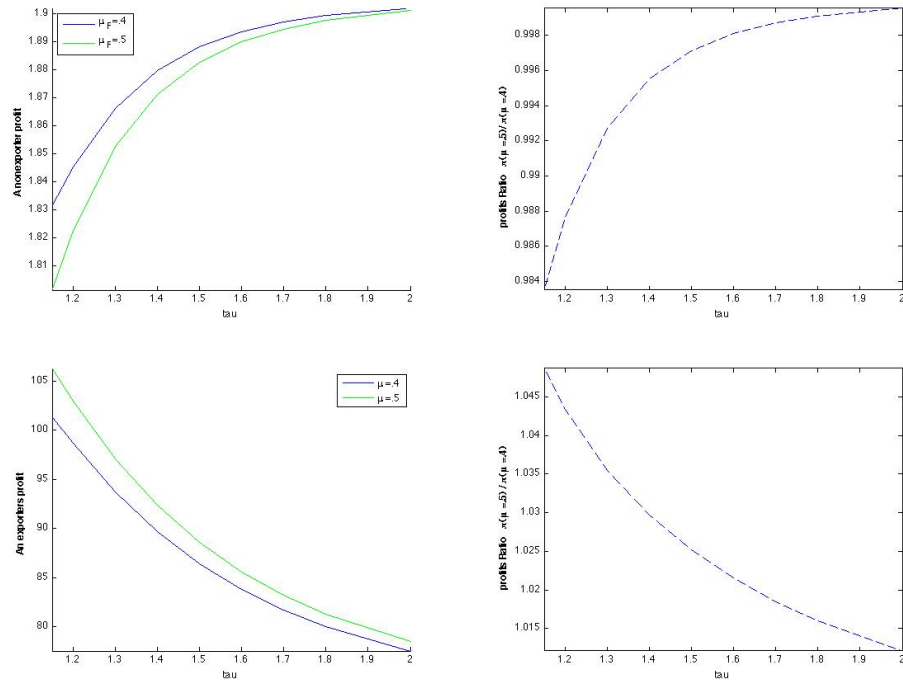 1.9
1.89
1.88
1.87
1.86
1.85
1.84
1.83
1.82
1.81
A nonexporter profit
μF=.4
μF=.5
1.2 1.3 1.4 1.5 1.6 1.7 1.8 1.9 2
tau
0.998
0.996
0.994
0.992
0.99
0.988
0.986
0.984
profits Ratio π(μ=.5)/π(μ=.4)
1.2 1.3 1.4 1.5 1.6 1.7 1.8 1.9 2
tau
105
100
95
90
85
80
An exporters profit
μ=.4
μ=.5
1.2 1.3 1.4 1.5 1.6 1.7 1.8 1.9 2
tau
1.045
1.04
1.035
1.03
1.025
1.02
1.015
profits Ratio π(μ=.5)/π(μ=.4)
1.2 1.3 1.4 1.5 1.6 1.7 1.8 1.9 2
tau